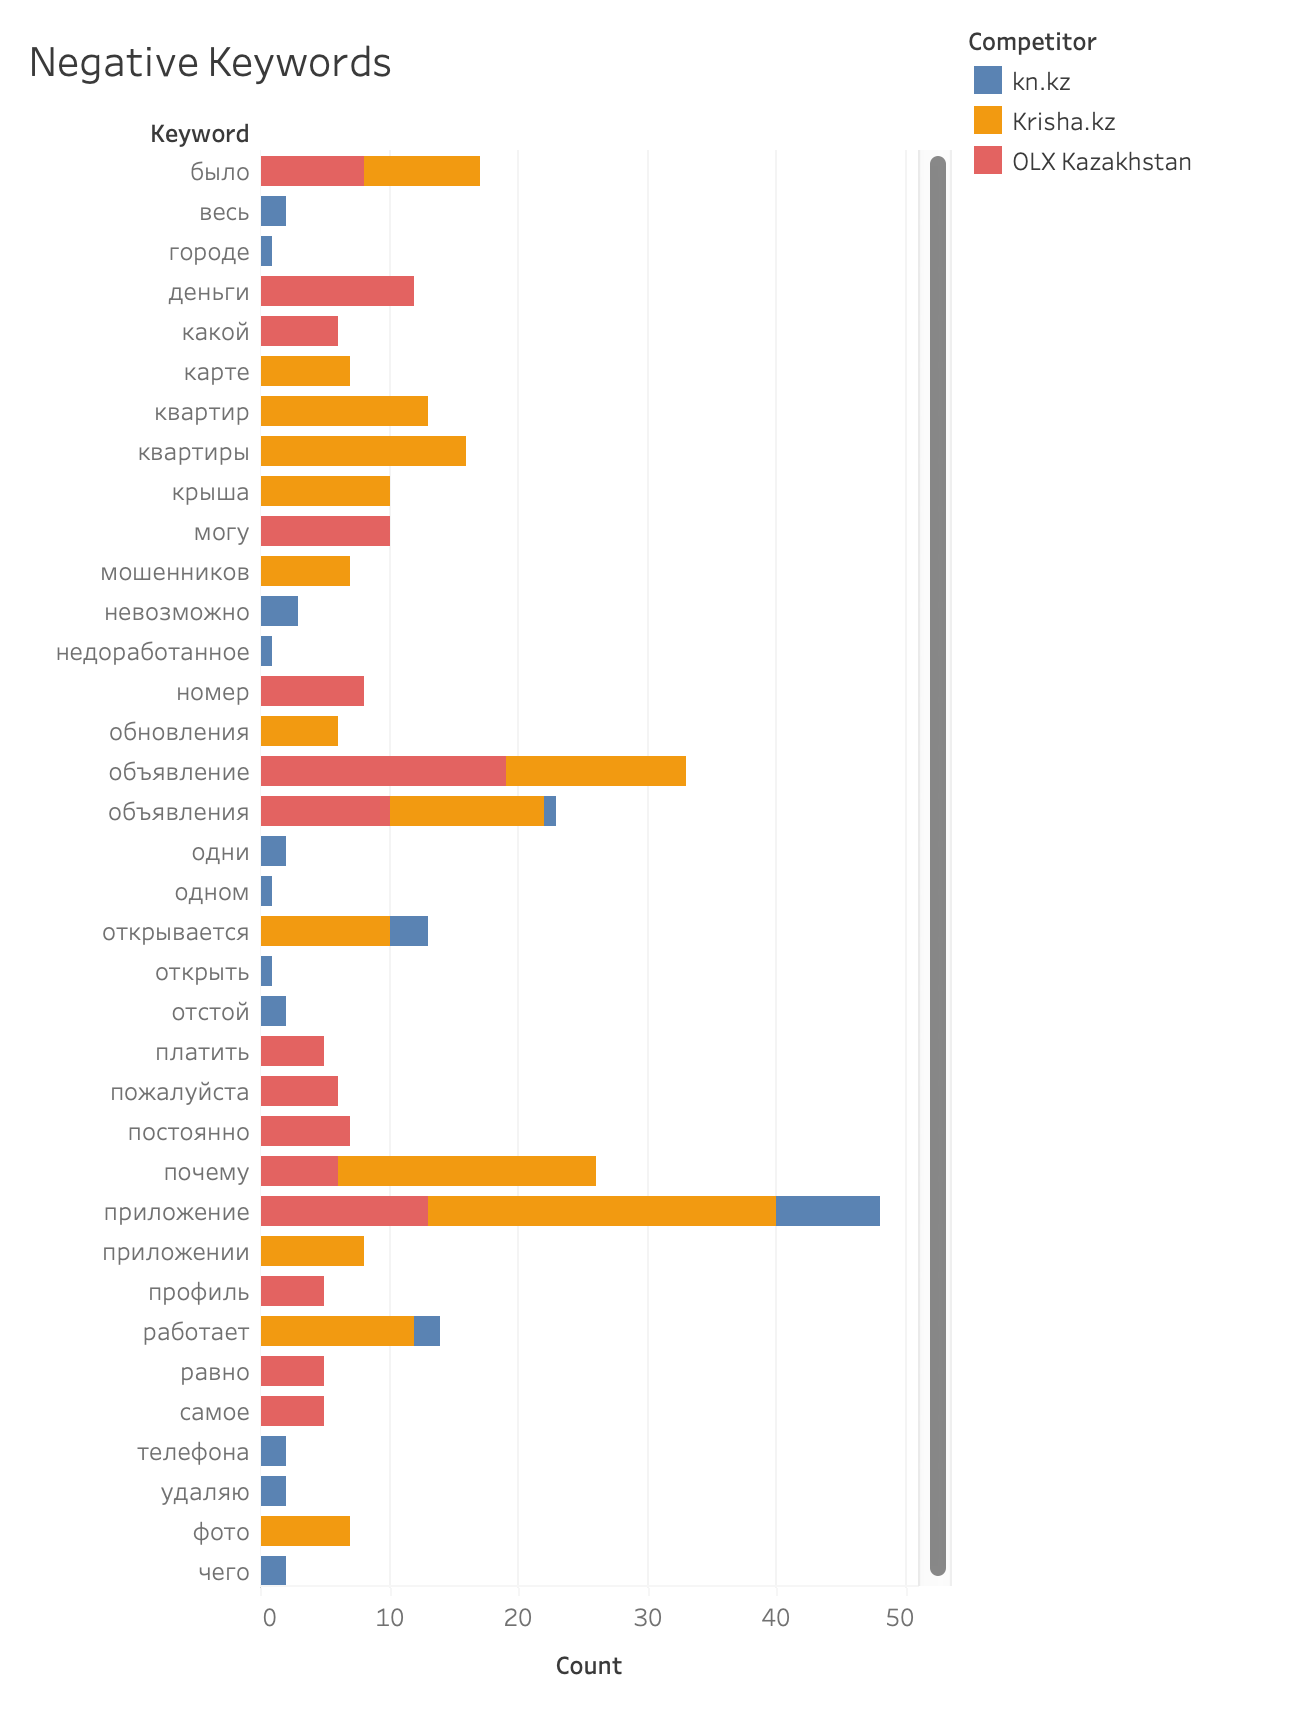 Negative Keywords
Competitor
kn.kz
Krisha.kz
OLX Kazakhstan
Keyword
было
весь
городе
деньги
какой
карте
квартир
квартиры
крыша
могу
мошенников
невозможно
недоработанное
номер
обновления
объявление
объявления
одни
одном
открывается
открыть
отстой
платить
пожалуйста
постоянно
почему
приложение
приложении
профиль
работает
равно
самое
телефона
удаляю
фото
чего
0 10 20 30 40 50
Count